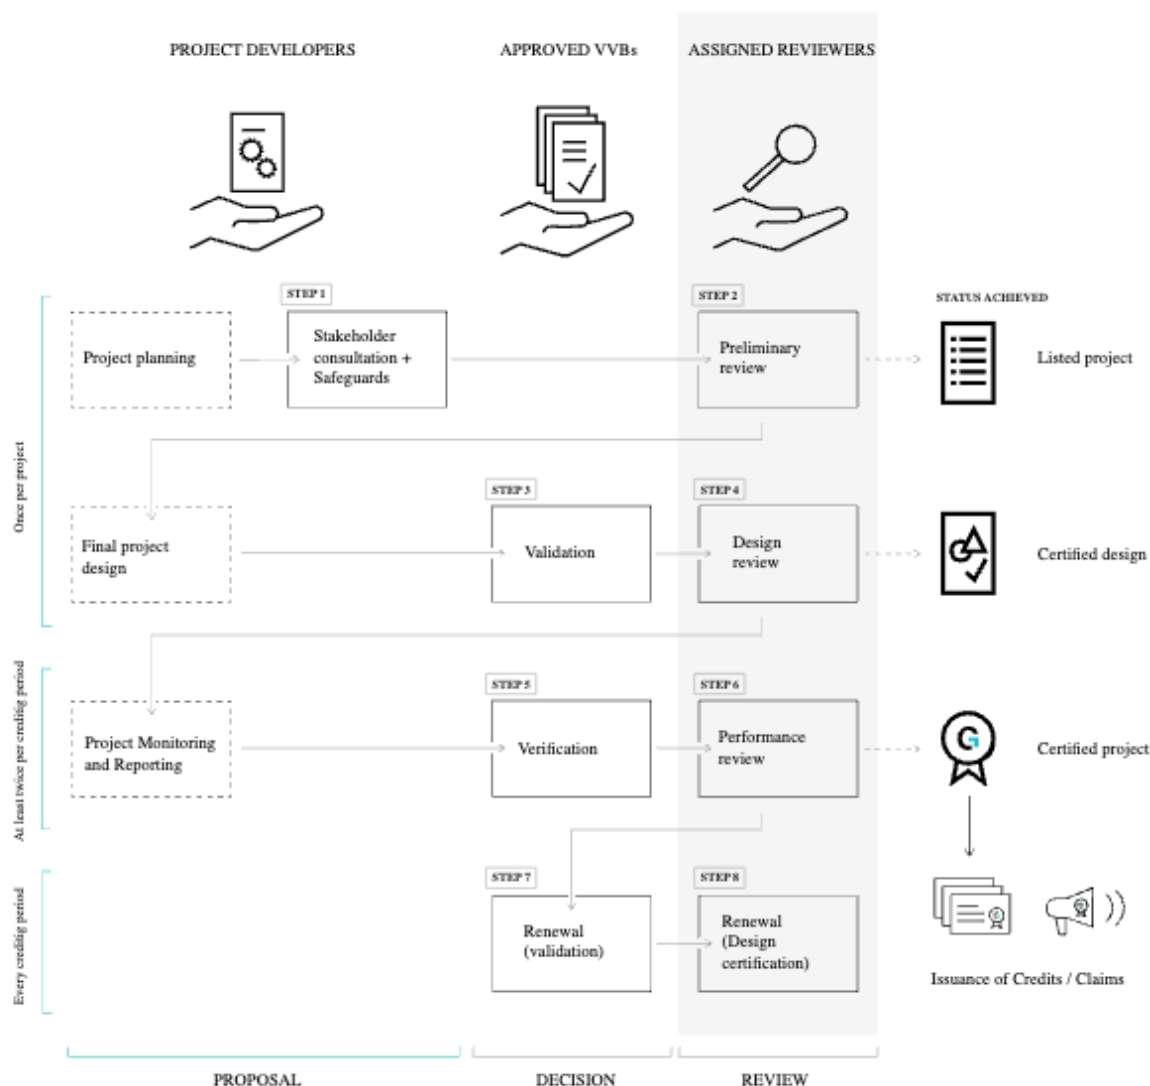 PROJECT DEVELOPERS
APPROVED VVBs
ASSIGNED REVIEWERS
STEP 1
STEP 2
STATUS ACHIEVED
Project planning
Stakeholder
consultation +
Safeguards
Preliminary
review
Listed project
Once per project
STEP 3
STEP 4
Final project
design
Validation
Design
review
Certified design
At least twice per creditig period
STEP 5
STEP 6
Project Monitoring
and Reporting
Verification
Performance
review
G
Certified project
Every creditig period
STEP 7
STEP 8
Renewal
(validation)
Renewal
(Design
certification)
Issuance of Credits / Claims
PROPOSAL
DECISION
REVIEW